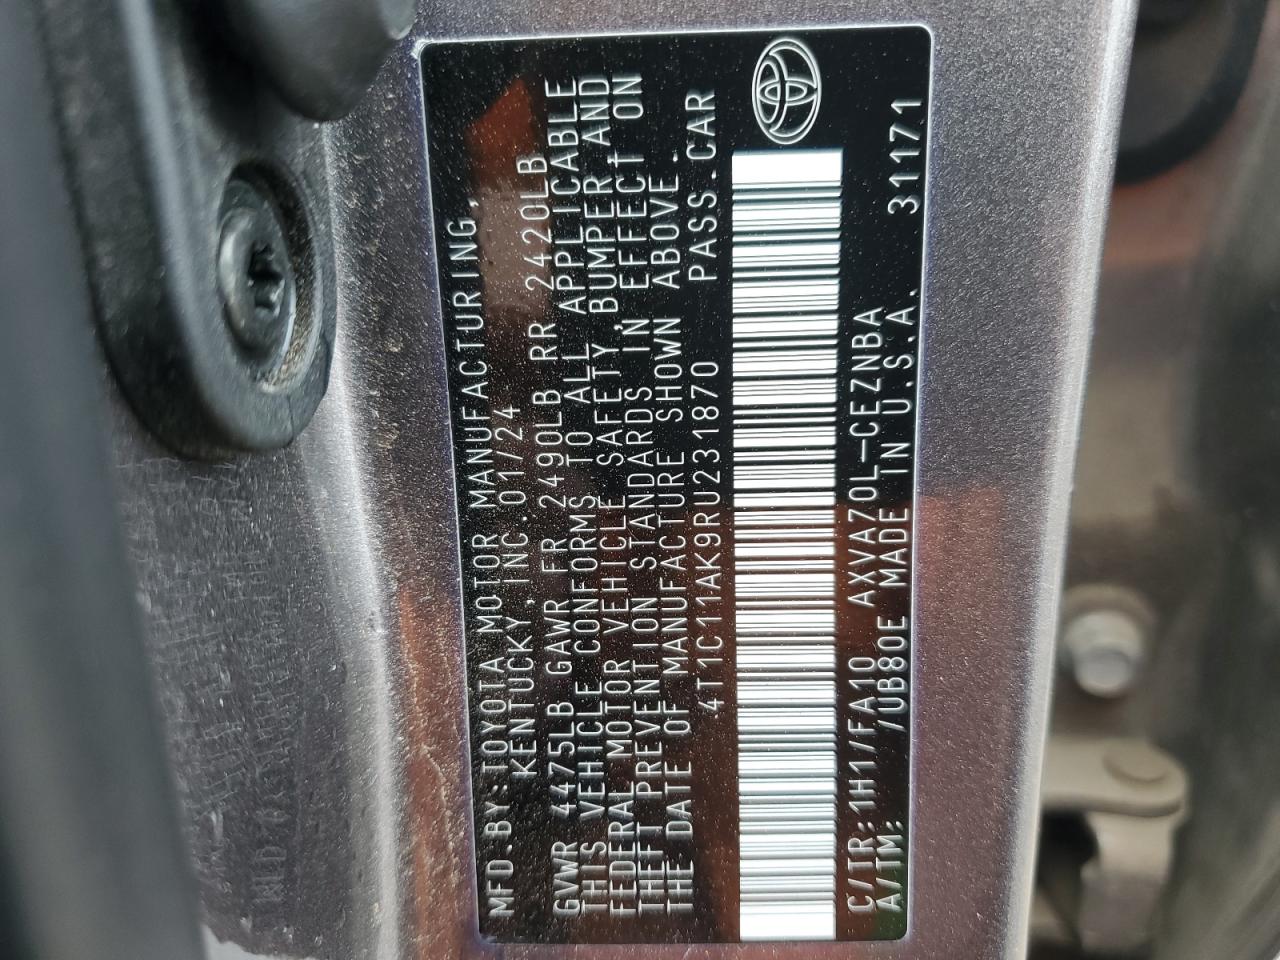 MFD.BY:TOYOTA MOTOR MANUFACTURING,
KENTUCKY,INC.01/24
GVWR 4475LB GAWR FR 2490LB RR 2420LB
THIS VEHICLE CONFORMS TO ALL APPLICABLE
FEDERAL MOTOR VEHICLE SAFETY,BUMPER AND
THEFT PREVENTION STANDARDS IN EFFECT ON
THE DATE OF MANUFACTURE SHOWN ABOVE.
4T1C11AK9RU231870 PASS.CAR
C/TR:1H1/FA10 AXVA70L-CEZNBA
A/TM: /UB80E MADE IN U.S.A. 31171